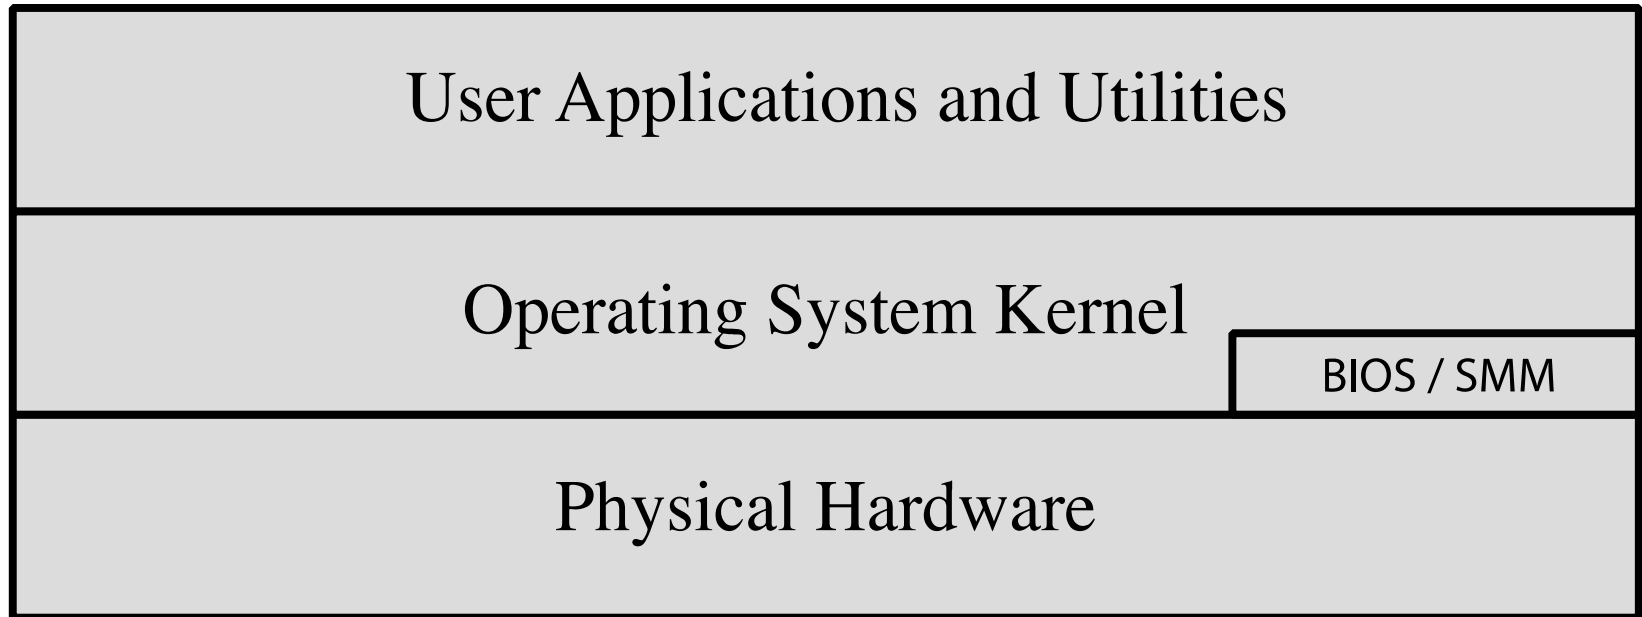 User Applications and Utilities
Operating System Kernel
BIOS / SMM
Physical Hardware